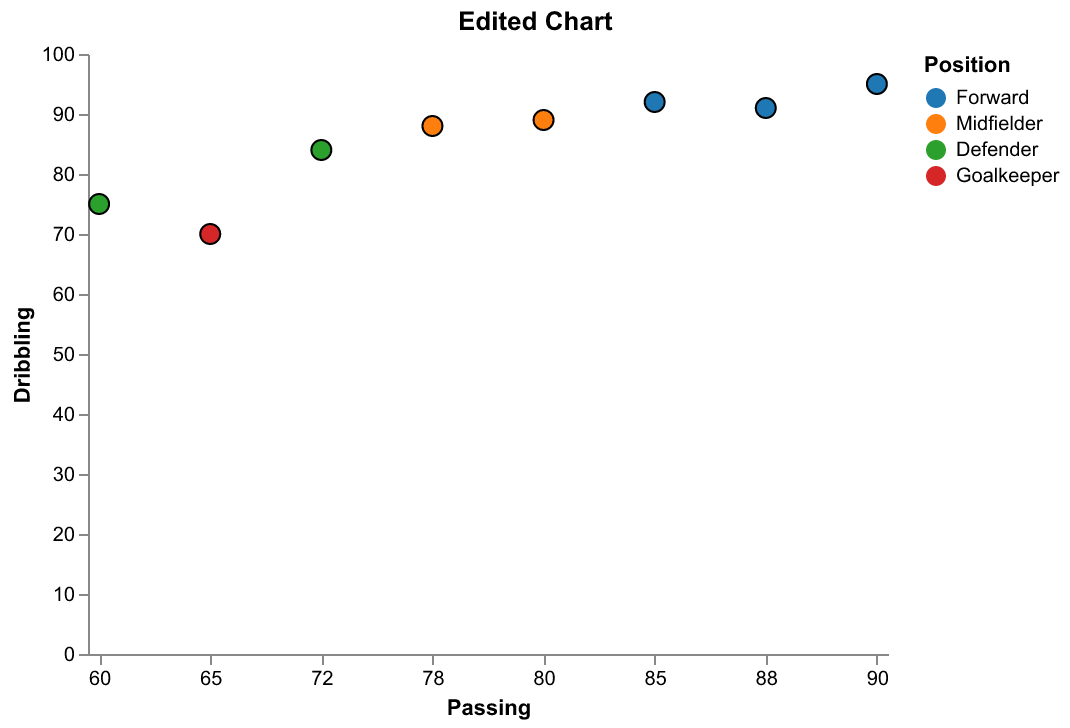 Edited Chart
100
90
80
70
60
50
40
30
20
10
0
Dribbling
60 65 72 78 80 85 88 90
Passing
Position
Forward
Midfielder
Defender
Goalkeeper